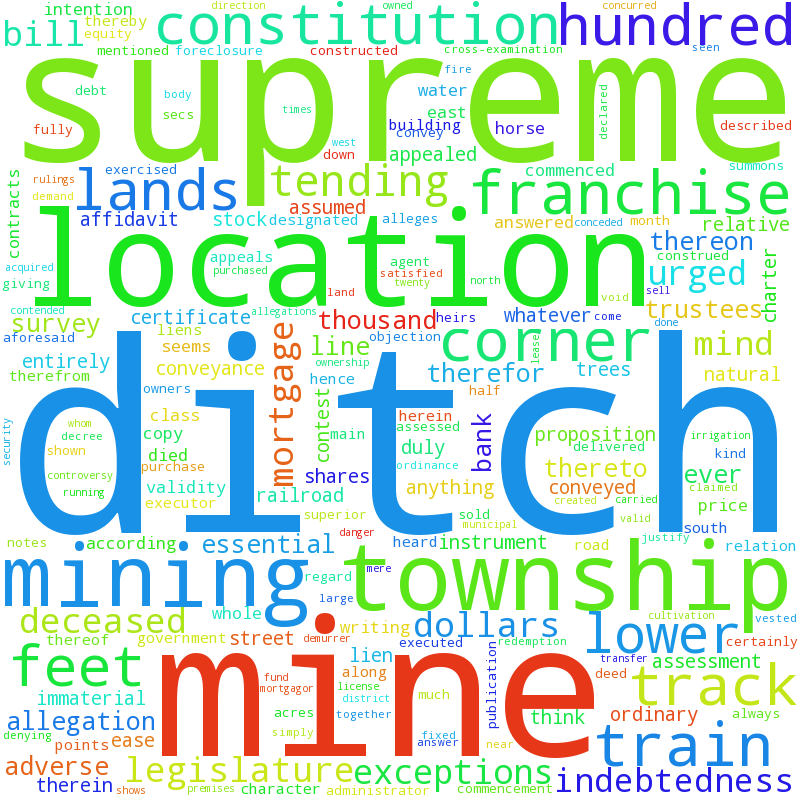 intention direction owned concurred
bill thereby constitution hundred
equity
mentioned foreclosure constructed cross-examination seen
supreme
fire
debt body water
secs times east declared
fully building horse described
convey
west
down appealed
rulings exercised commenced summons
contracts demand lands tending franchise
assumed
affidavit stock designated alleges answered conceded month relative
thereon
appeals agent construed charter
acquired purchased satisfied urged
giving location land twenty north void sell
contended certificate allegations thousand heirs whatever come trustees
survey liens line objection corner done mind
aforesaid seems mortgage ownership therefor lease trees
entirely conveyance hence natural
therefrom owners half
security whom class contest herein bank proposition
decree copy main assessed duly delivered irrigation
shown died ordinance thereto ever kind
controversy purchase shares anything conveyed carried claimed
running validity railroad created price
executor ditch superior sold municipal valid south
notes according essential danger heard instrument road justify relation
mining regard mere township
large
deceased whole dollars lower cultivation vested
thereof government street writing executed redemption certainly
demurrer lien transfer assessment
feet mine along publication deed
fund
immaterial mortgagor license much track
acres district think ordinary always
allegation together
denying points ease simply fixed answer near train
adverse legislature exceptions indebtedness
therein shows premises character administrator commencement